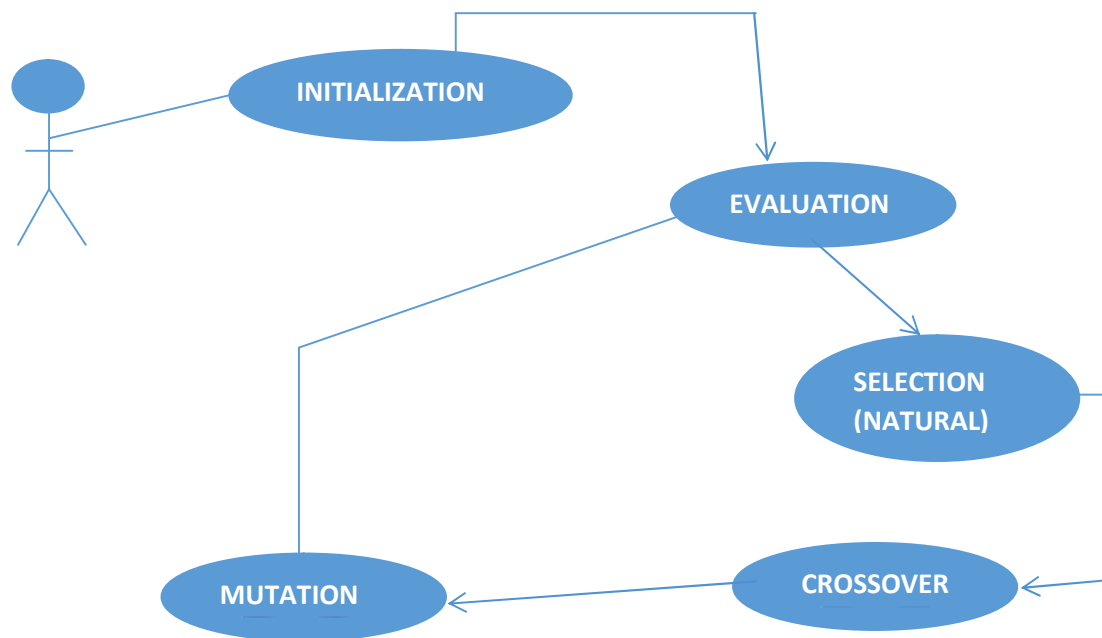 INITIALIZATION
EVALUATION
SELECTION
(NATURAL)
CROSSOVER
MUTATION